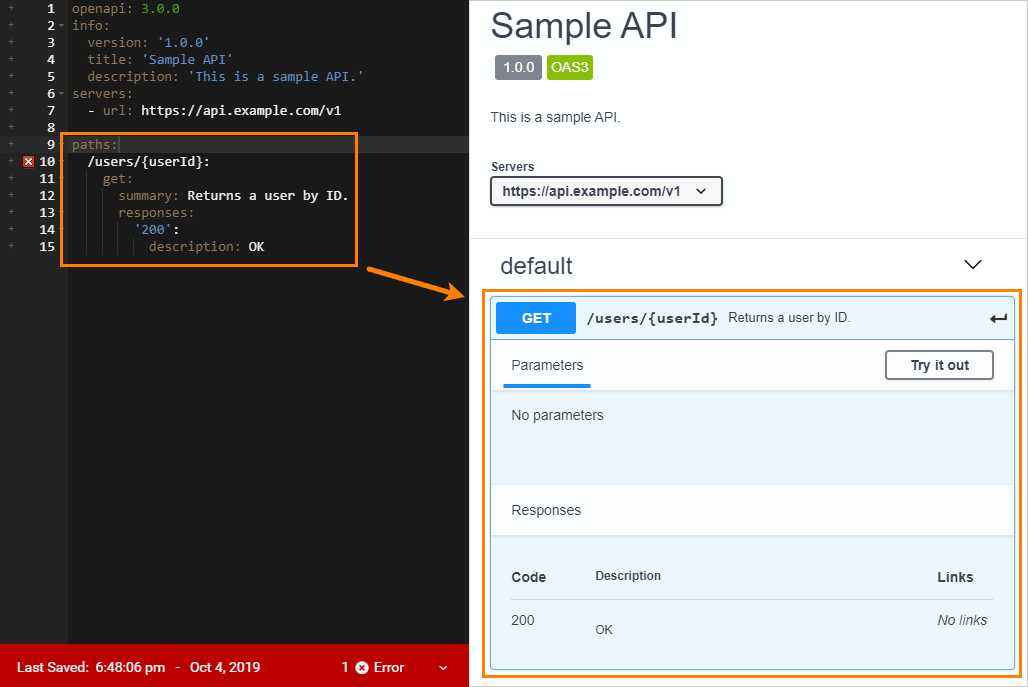 1 openapi: 3.0.0
2 info:
3 version: '1.0.0'
4 title: 'Sample API'
5 description: 'This is a sample API.'
6 servers:
7 - url: https://api.example.com/v1
8
9 paths:
10 /users/{userId}:
11 get:
12 summary: Returns a user by ID.
13 responses:
14 '200':
15 description: OK
Last Saved: 6:48:06 pm - Oct 4, 2019 1 Error
Sample API
1.0.0 OAS3
This is a sample API.
Servers
https://api.example.com/v1
default
GET /users/{userId} Returns a user by ID.
Parameters Try it out
No parameters
Responses
Code Description Links
200 OK No links